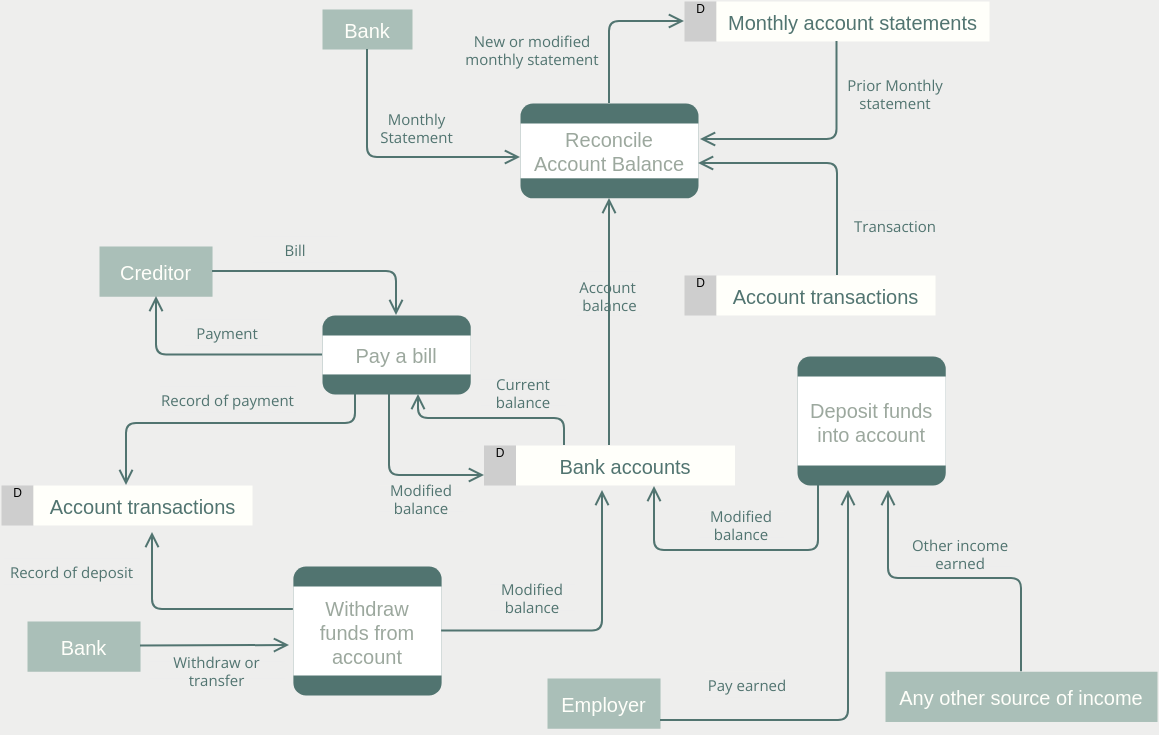 D
Monthly account statements
Bank
New or modified
monthly statement
Prior Monthly
statement
Monthly
Statement
Reconcile
Account Balance
Transaction
Bill
Creditor
D
Account transactions
Account
balance
Payment
Pay a bill
Current
balance
Record of payment
Deposit funds
into account
D
Bank accounts
D
Account transactions
Modified
balance
Modified
balance
Other income
earned
Record of deposit
Modified
balance
Withdraw
funds from
account
Bank
Withdraw or
transfer
Pay earned
Employer
Any other source of income